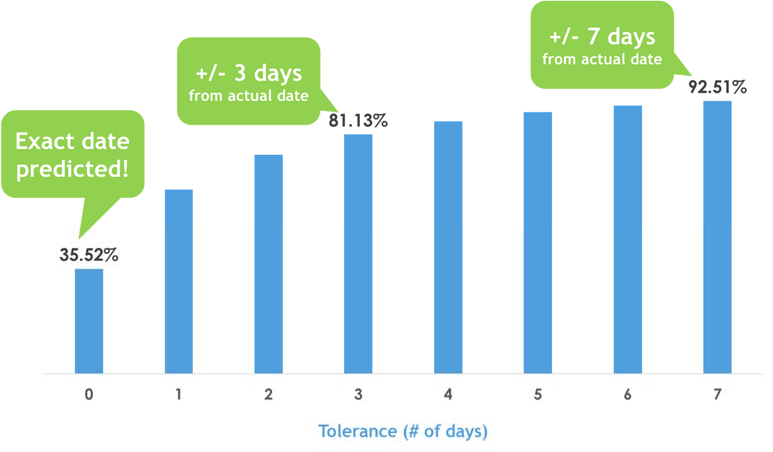 +/- 7 days
from actual date
+/- 3 days
from actual date
92.51%
81.13%
Exact date
predicted!
35.52%
0 1 2 3 4 5 6 7
Tolerance (# of days)